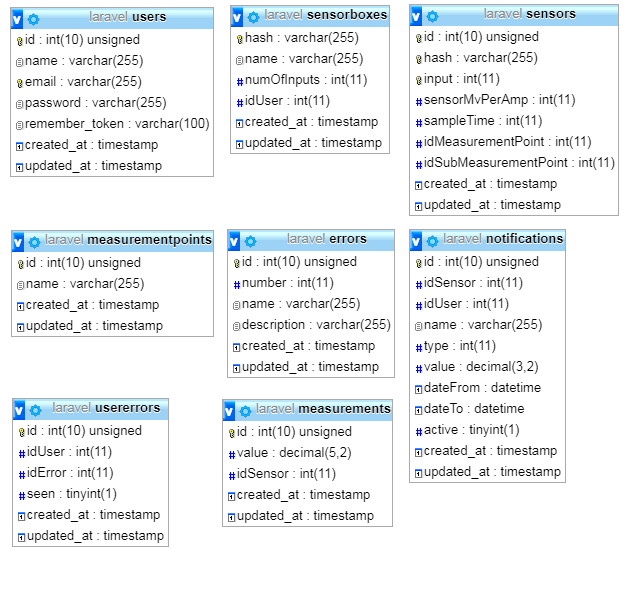 laravel users
id : int(10) unsigned
name : varchar(255)
email : varchar(255)
password : varchar(255)
remember_token : varchar(100)
created_at : timestamp
updated_at : timestamp
laravel sensorboxes
hash : varchar(255)
name : varchar(255)
numOfInputs : int(11)
idUser : int(11)
created_at : timestamp
updated_at : timestamp
laravel sensors
id : int(10) unsigned
hash : varchar(255)
input : int(11)
sensorMvPerAmp : int(11)
sampleTime : int(11)
idMeasurementPoint : int(11)
idSubMeasurementPoint : int(11)
created_at : timestamp
updated_at : timestamp
laravel measurementpoints
id : int(10) unsigned
name : varchar(255)
created_at : timestamp
updated_at : timestamp
laravel errors
id : int(10) unsigned
number : int(11)
name : varchar(255)
description : varchar(255)
created_at : timestamp
updated_at : timestamp
laravel notifications
id : int(10) unsigned
idSensor : int(11)
idUser : int(11)
name : varchar(255)
type : int(11)
value : decimal(3,2)
dateFrom : datetime
dateTo : datetime
active : tinyint(1)
created_at : timestamp
updated_at : timestamp
laravel usererrors
id : int(10) unsigned
idUser : int(11)
idError : int(11)
seen : tinyint(1)
created_at : timestamp
updated_at : timestamp
laravel measurements
id : int(10) unsigned
value : decimal(5,2)
idSensor : int(11)
created_at : timestamp
updated_at : timestamp